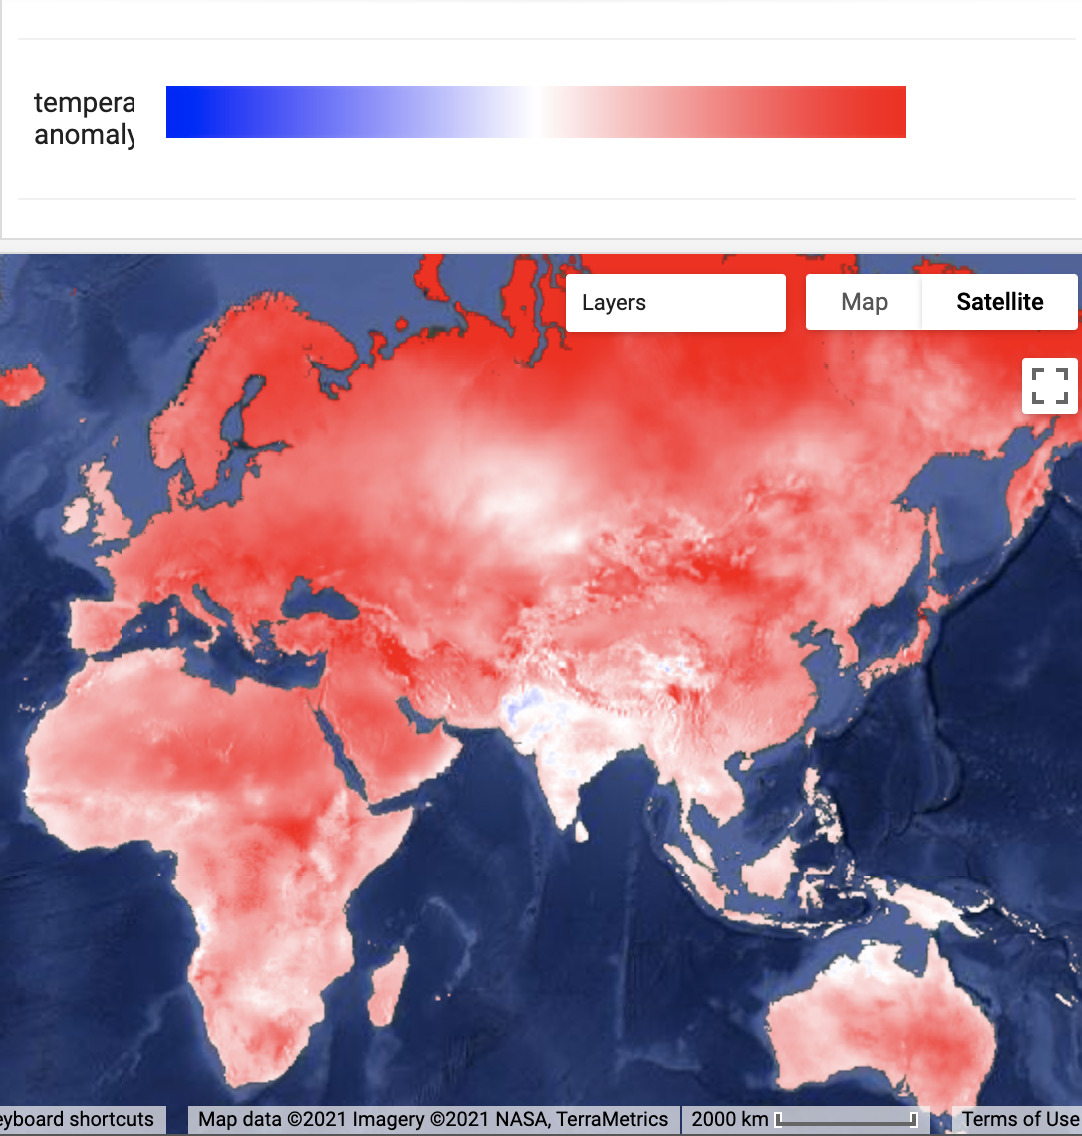 tempera
anomaly
Layers
Map
Satellite
eyboard shortcuts
Map data ©2021 Imagery ©2021 NASA, TerraMetrics
2000 km
Terms of Use